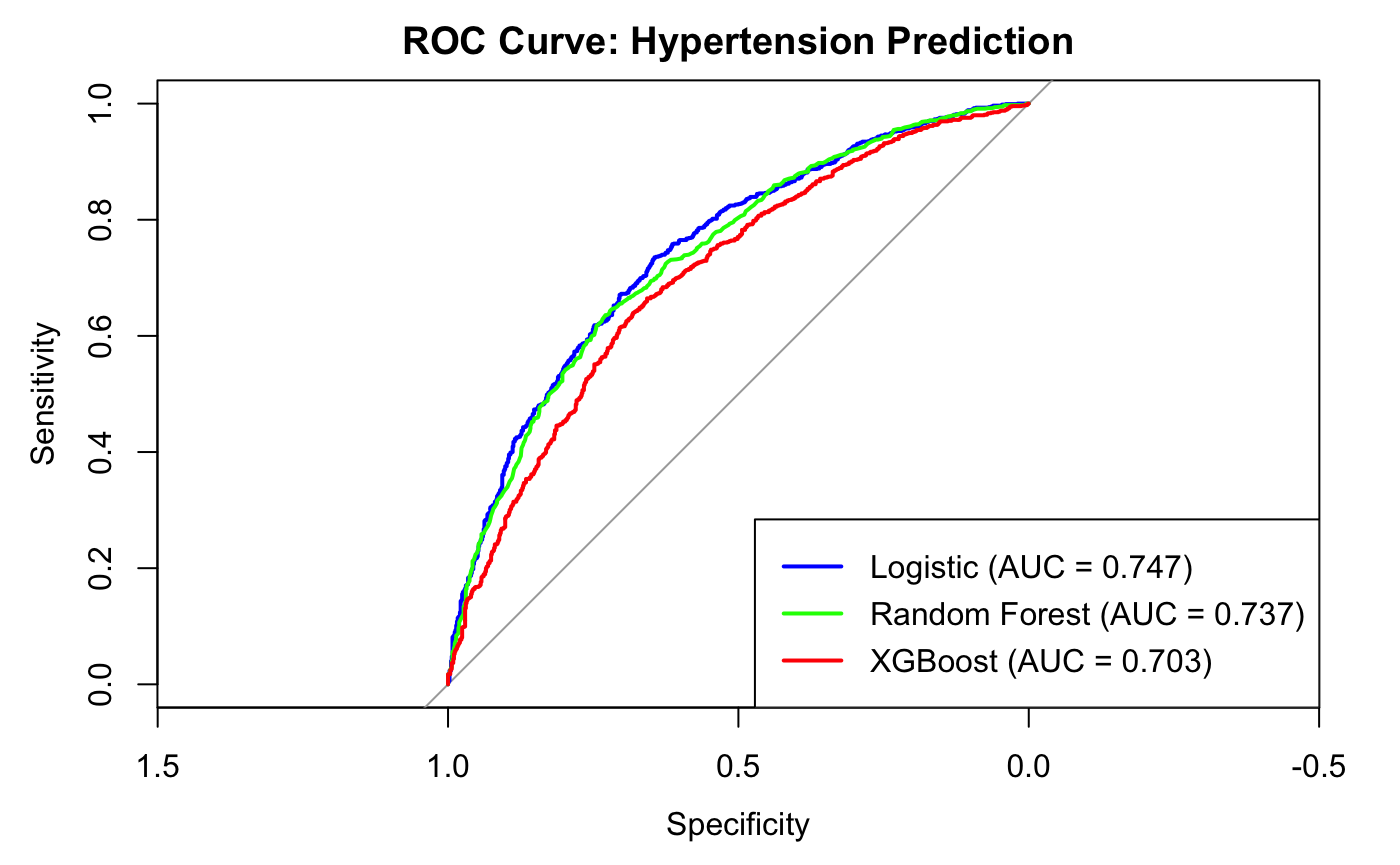 ROC Curve: Hypertension Prediction
Sensitivity
1.0
0.8
0.6
0.4
0.2
0.0
Logistic (AUC = 0.747)
Random Forest (AUC = 0.737)
XGBoost (AUC = 0.703)
1.5 1.0 0.5 0.0 -0.5
Specificity